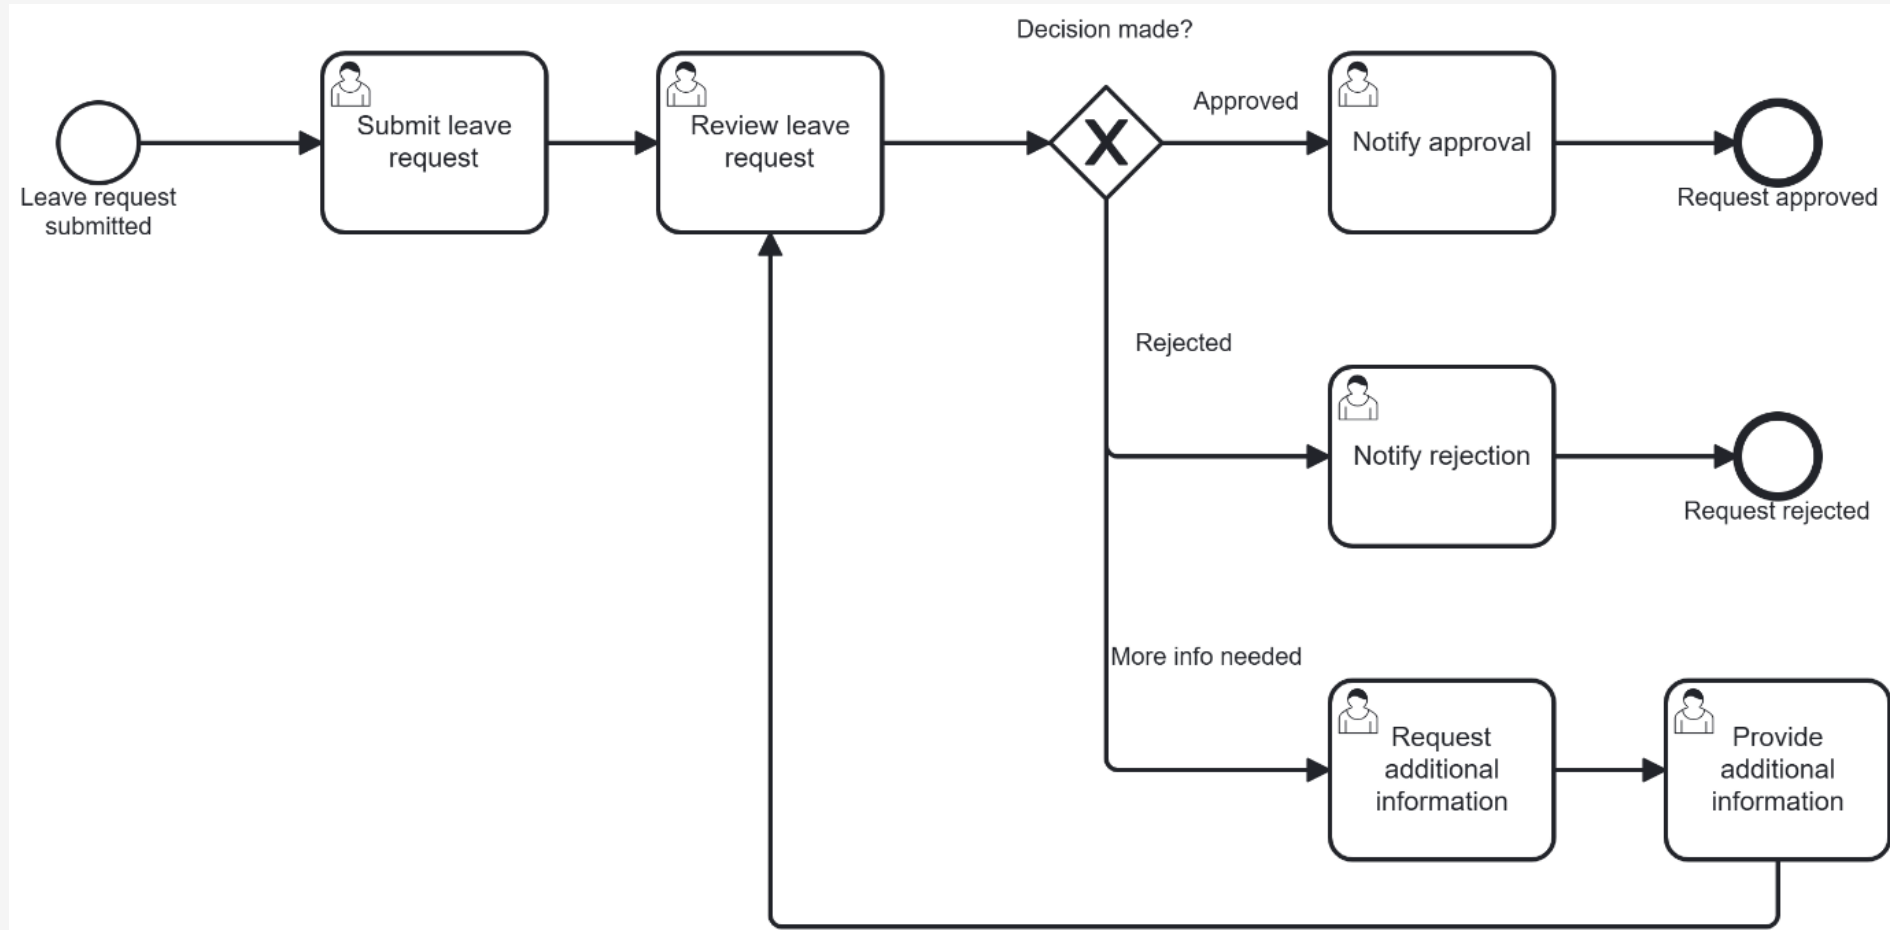 Decision made?
Approved
Submit leave
request
Review leave
request
Notify approval
Leave request
submitted
Request approved
Rejected
Notify rejection
Request rejected
More info needed
Request
additional
information
Provide
additional
information